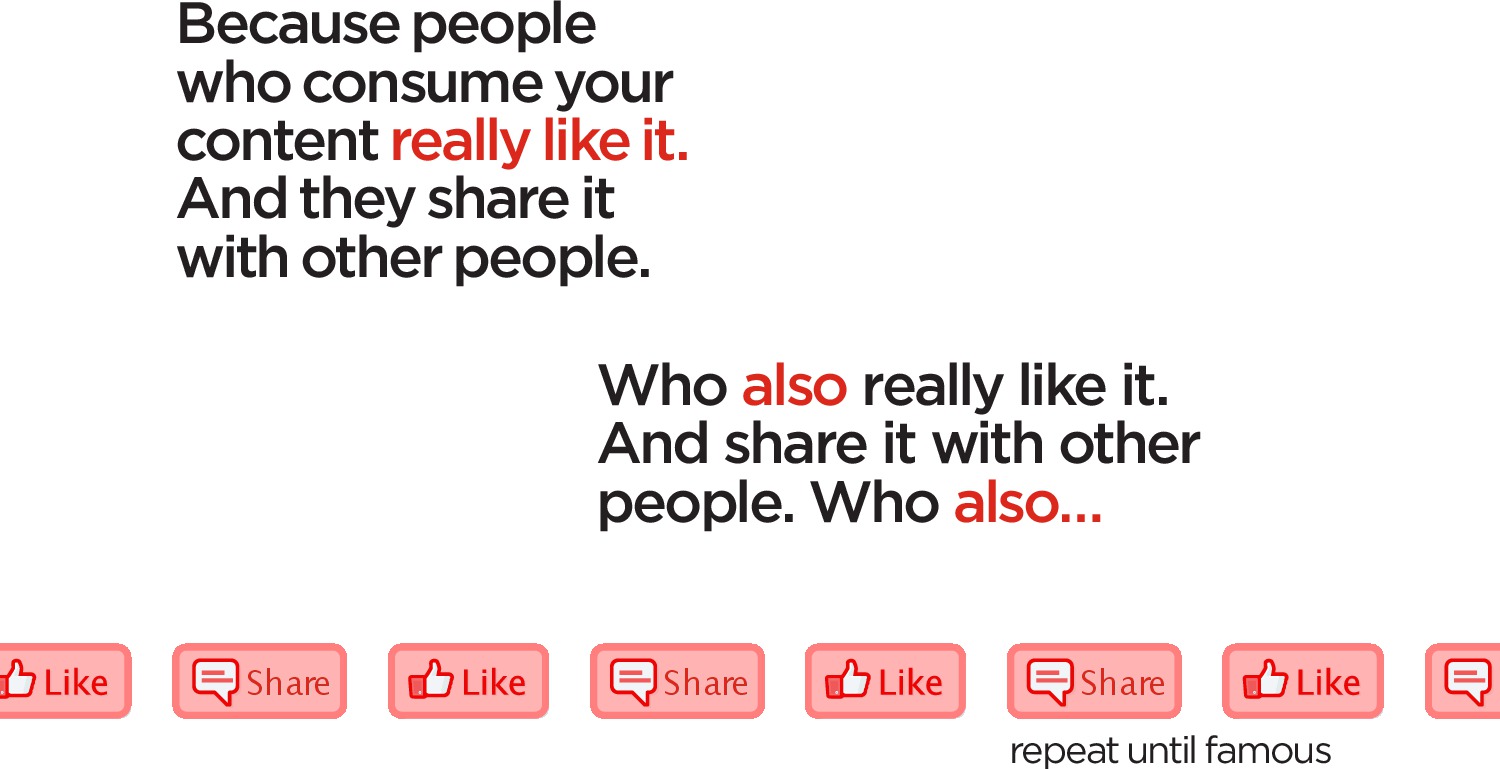 Because people
who consume your
content really like it.
And they share it
with other people.
Who also really like it.
And share it with other
people. Who also...
Like Share Like Share Like Share Like
repeat until famous